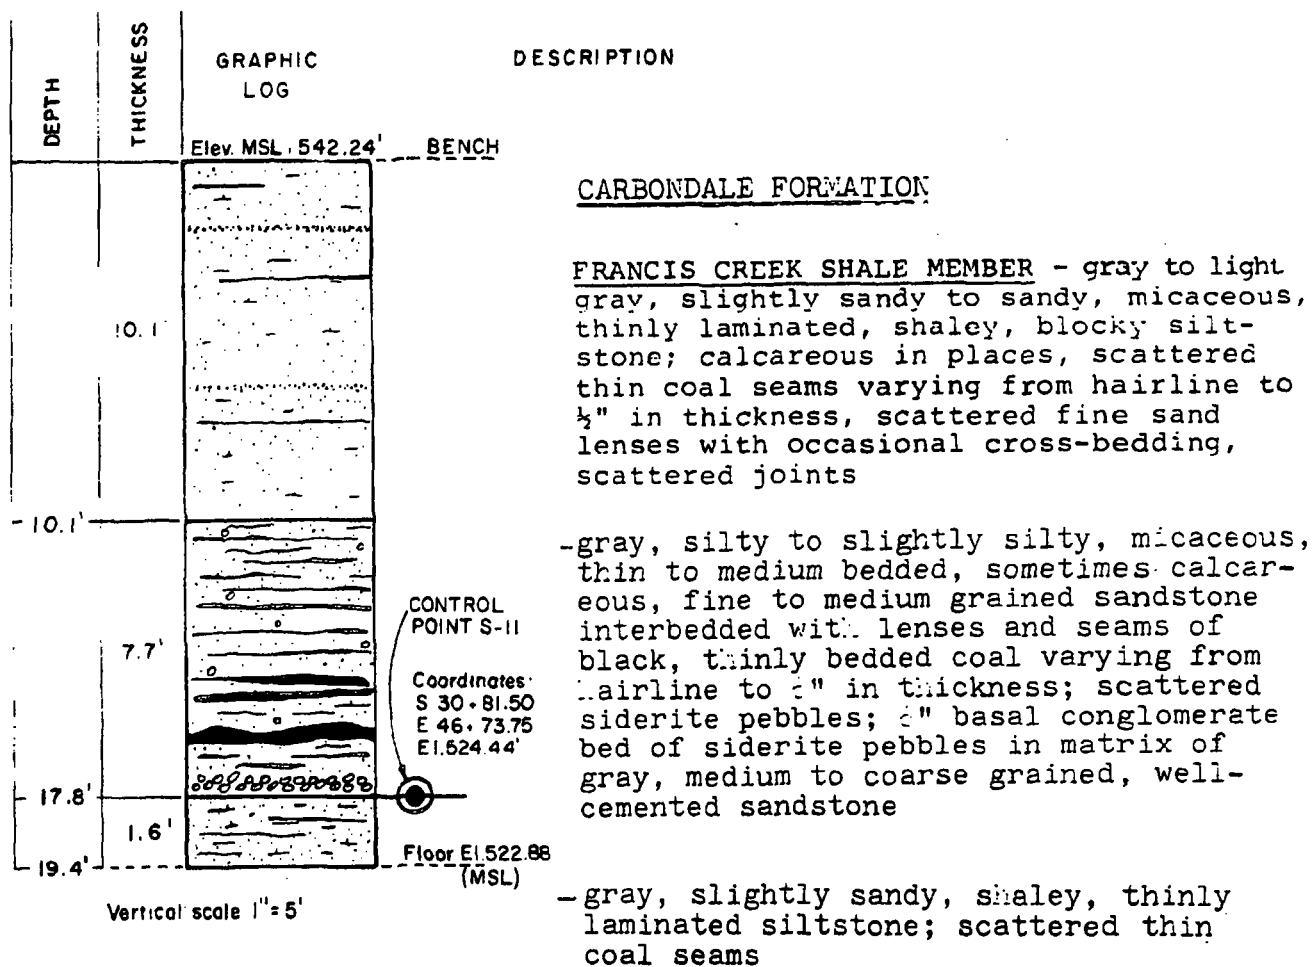 DEPTH
THICKNESS
GRAPHIC
LOG
DESCRIPTION
Elev. MSL. 542.24'
BENCH
CARBONDALE FORMATION
FRANCIS CREEK SHALE MEMBER - gray to light
gray, slightly sandy to sandy, micaceous,
thinly laminated, shaley, blocky silt-
stone; calcareous in places, scattered
thin coal seams varying from hairline to
½" in thickness, scattered fine sand
lenses with occasional cross-bedding,
scattered joints
10.1'
10.1'
-gray, silty to slightly silty, micaceous,
thin to medium bedded, sometimes calcar-
eous, fine to medium grained sandstone
interbedded with lenses and seams of
black, thinly bedded coal varying from
hairline to " in thickness; scattered
siderite pebbles; " basal conglomerate
bed of siderite pebbles in matrix of
gray, medium to coarse grained, well-
cemented sandstone
7.7'
CONTROL
POINT S-11
Coordinates:
S 30+81.50
E 46+73.75
El.524.44'
17.8'
1.6'
19.4'
Floor El.522.88
(MSL)
Vertical scale 1"=5'
-gray, slightly sandy, shaley, thinly
laminated siltstone; scattered thin
coal seams